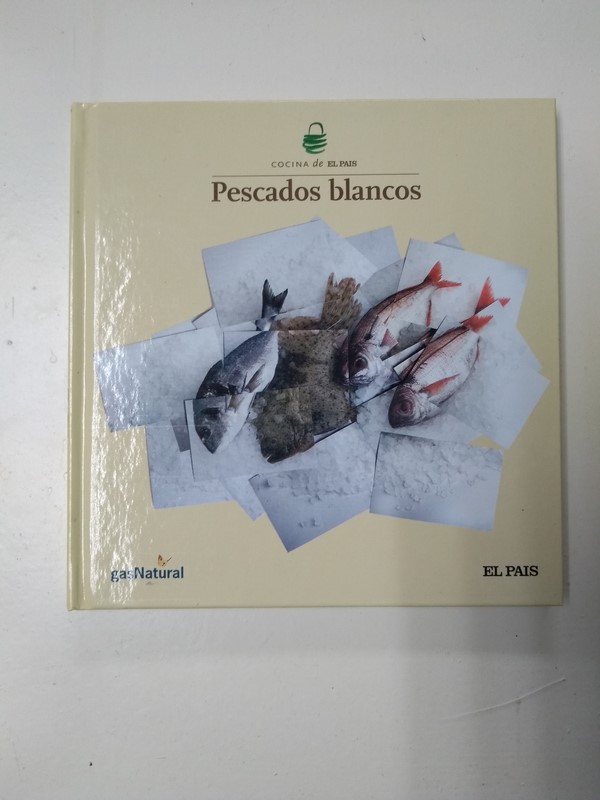 COCINA de EL PAIS
Pescados blancos
gasNatural
EL PAIS